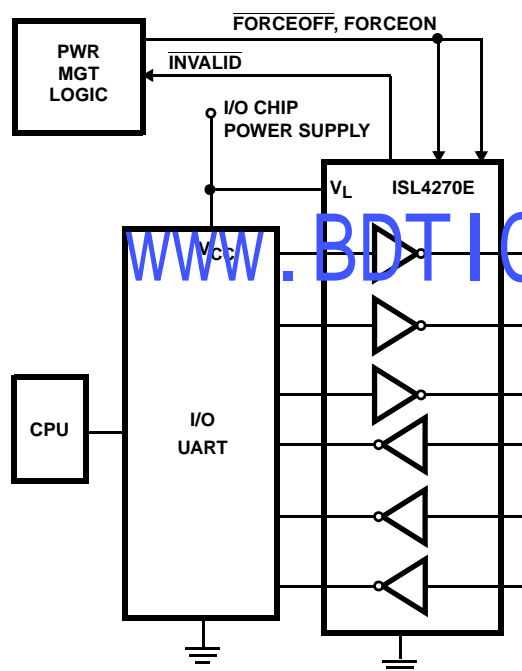 FORCEOFF, FORCEON
PWR
MGT
LOGIC
INVALID
I/O CHIP
POWER SUPPLY
VL
ISL4270E
VCC
WWW.BDTIC
I/O
UART
CPU